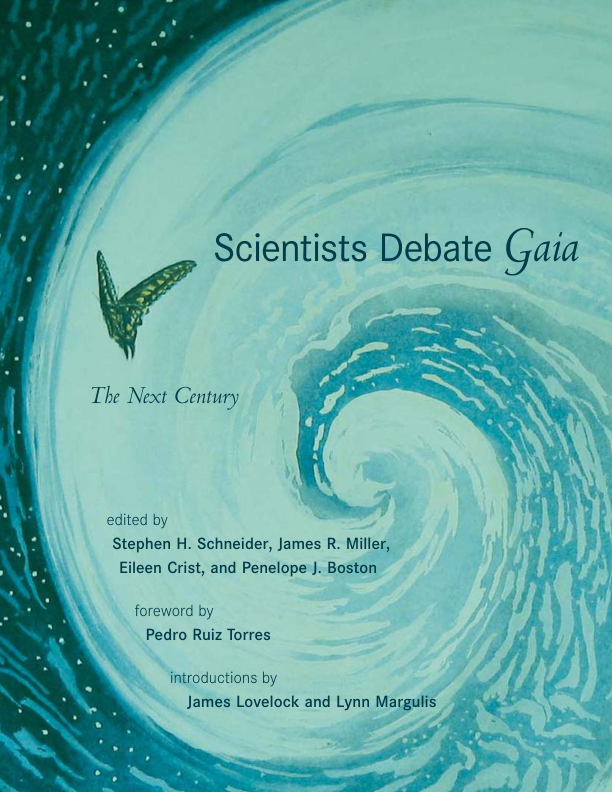 Scientists Debate Gaia
The Next Century
edited by
Stephen H. Schneider, James R. Miller,
Eileen Crist, and Penelope J. Boston
foreword by
Pedro Ruiz Torres
introductions by
James Lovelock and Lynn Margulis